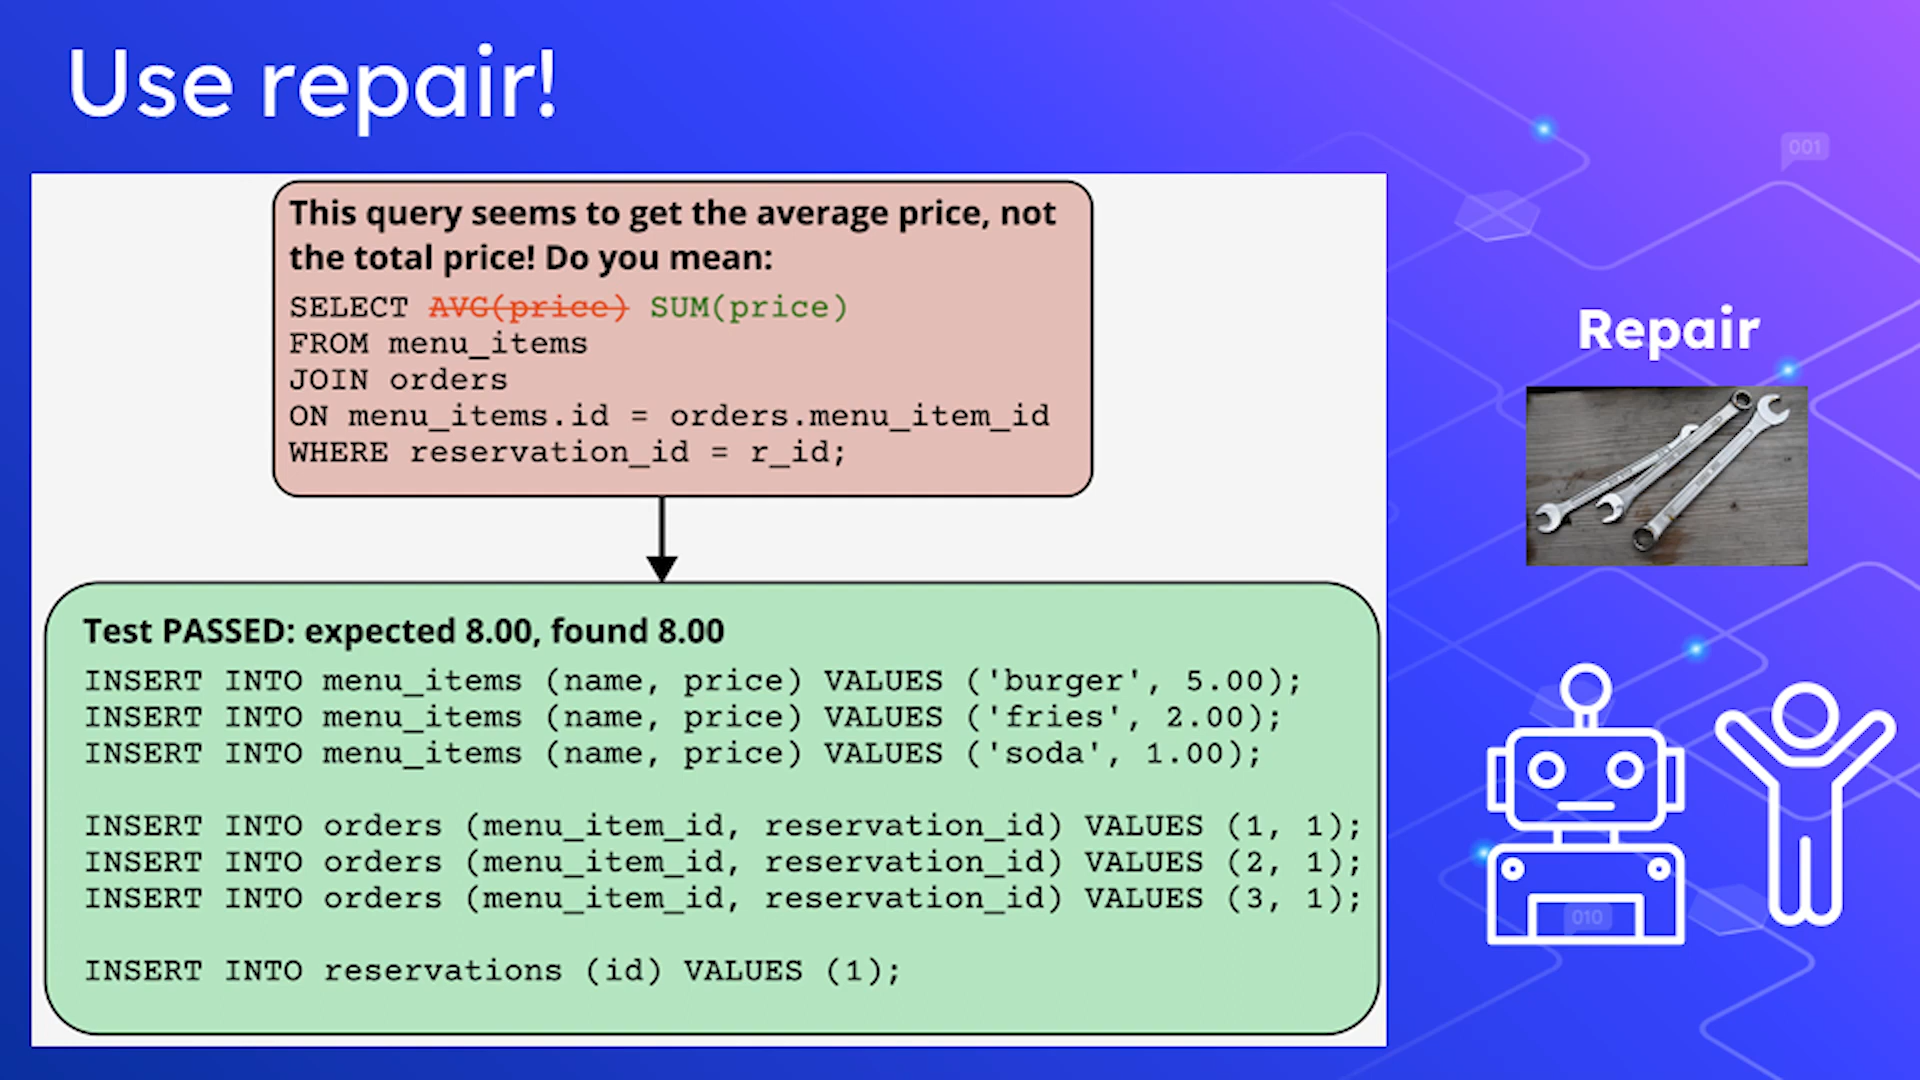 Use repair!
This query seems to get the average price, not
the total price! Do you mean:
SELECT AVG(price) SUM(price)
FROM menu_items
JOIN orders
ON menu_items.id = orders.menu_item_id
WHERE reservation_id = r_id;
Test PASSED: expected 8.00, found 8.00
INSERT INTO menu_items (name, price) VALUES ('burger', 5.00);
INSERT INTO menu_items (name, price) VALUES ('fries', 2.00);
INSERT INTO menu_items (name, price) VALUES ('soda', 1.00);
INSERT INTO orders (menu_item_id, reservation_id) VALUES (1, 1);
INSERT INTO orders (menu_item_id, reservation_id) VALUES (2, 1);
INSERT INTO orders (menu_item_id, reservation_id) VALUES (3, 1);
INSERT INTO reservations (id) VALUES (1);
001
Repair
010